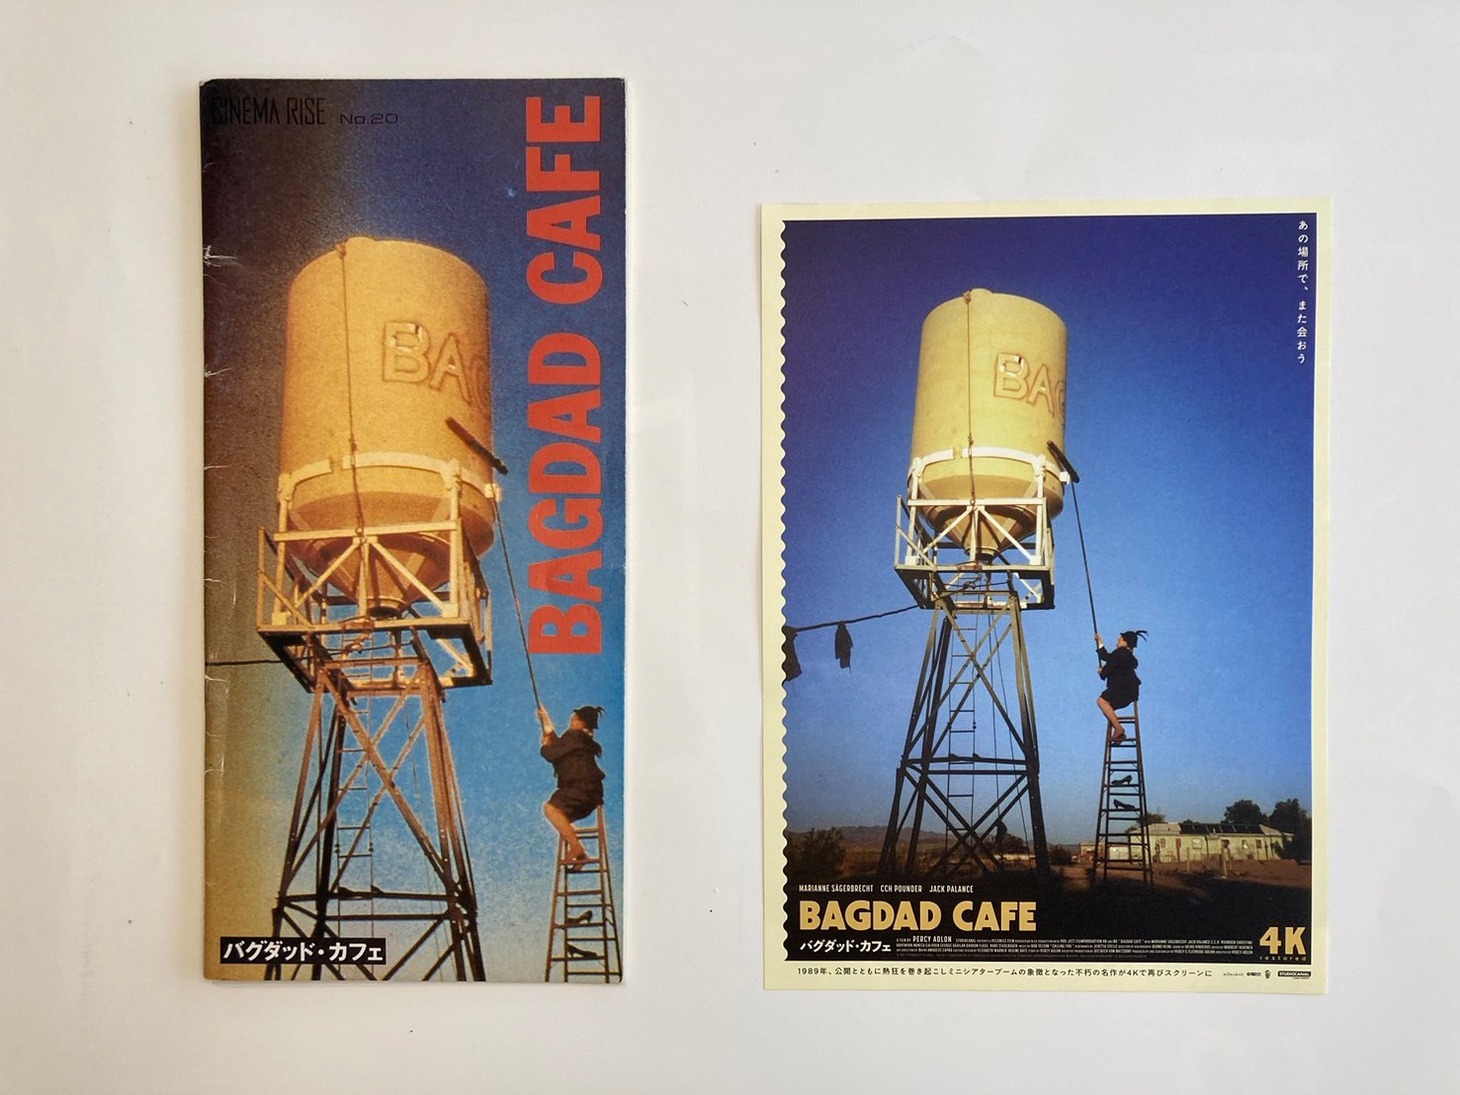 CINEMA RISE No.20
BAGDAD CAFE
BAG
バグダッド・カフェ
あの場所で、また会おう
BAG
MARIANNE SÄGERBRECHT CCH POUNDER JACK PALANCE
BAGDAD CAFE
バグダッド・カフェ
A FILM BY PERCY ADLON
4K
restored
1989年、公開とともに熱狂を巻き起こしミニシアターブームの象徴となった不朽の名作が4Kで再びスクリーンに
STUDIOCANAL